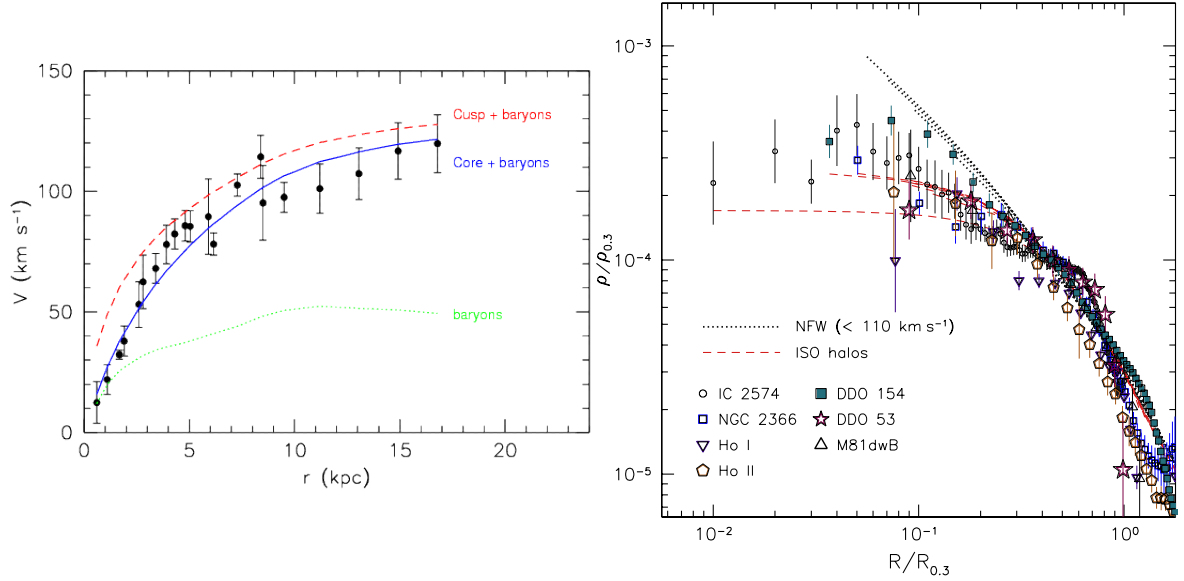 150
100
50
0
0
5
10
15
20
V (km s⁻¹)
r (kpc)
Cusp + baryons
Core + baryons
baryons
10⁻³
10⁻⁴
10⁻⁵
ρ/ρ₀.₃
NFW (< 110 km s⁻¹)
ISO halos
IC 2574
NGC 2366
Ho I
Ho II
DDO 154
DDO 53
M81dwB
10⁻²
10⁻¹
10⁰
R/R₀.₃